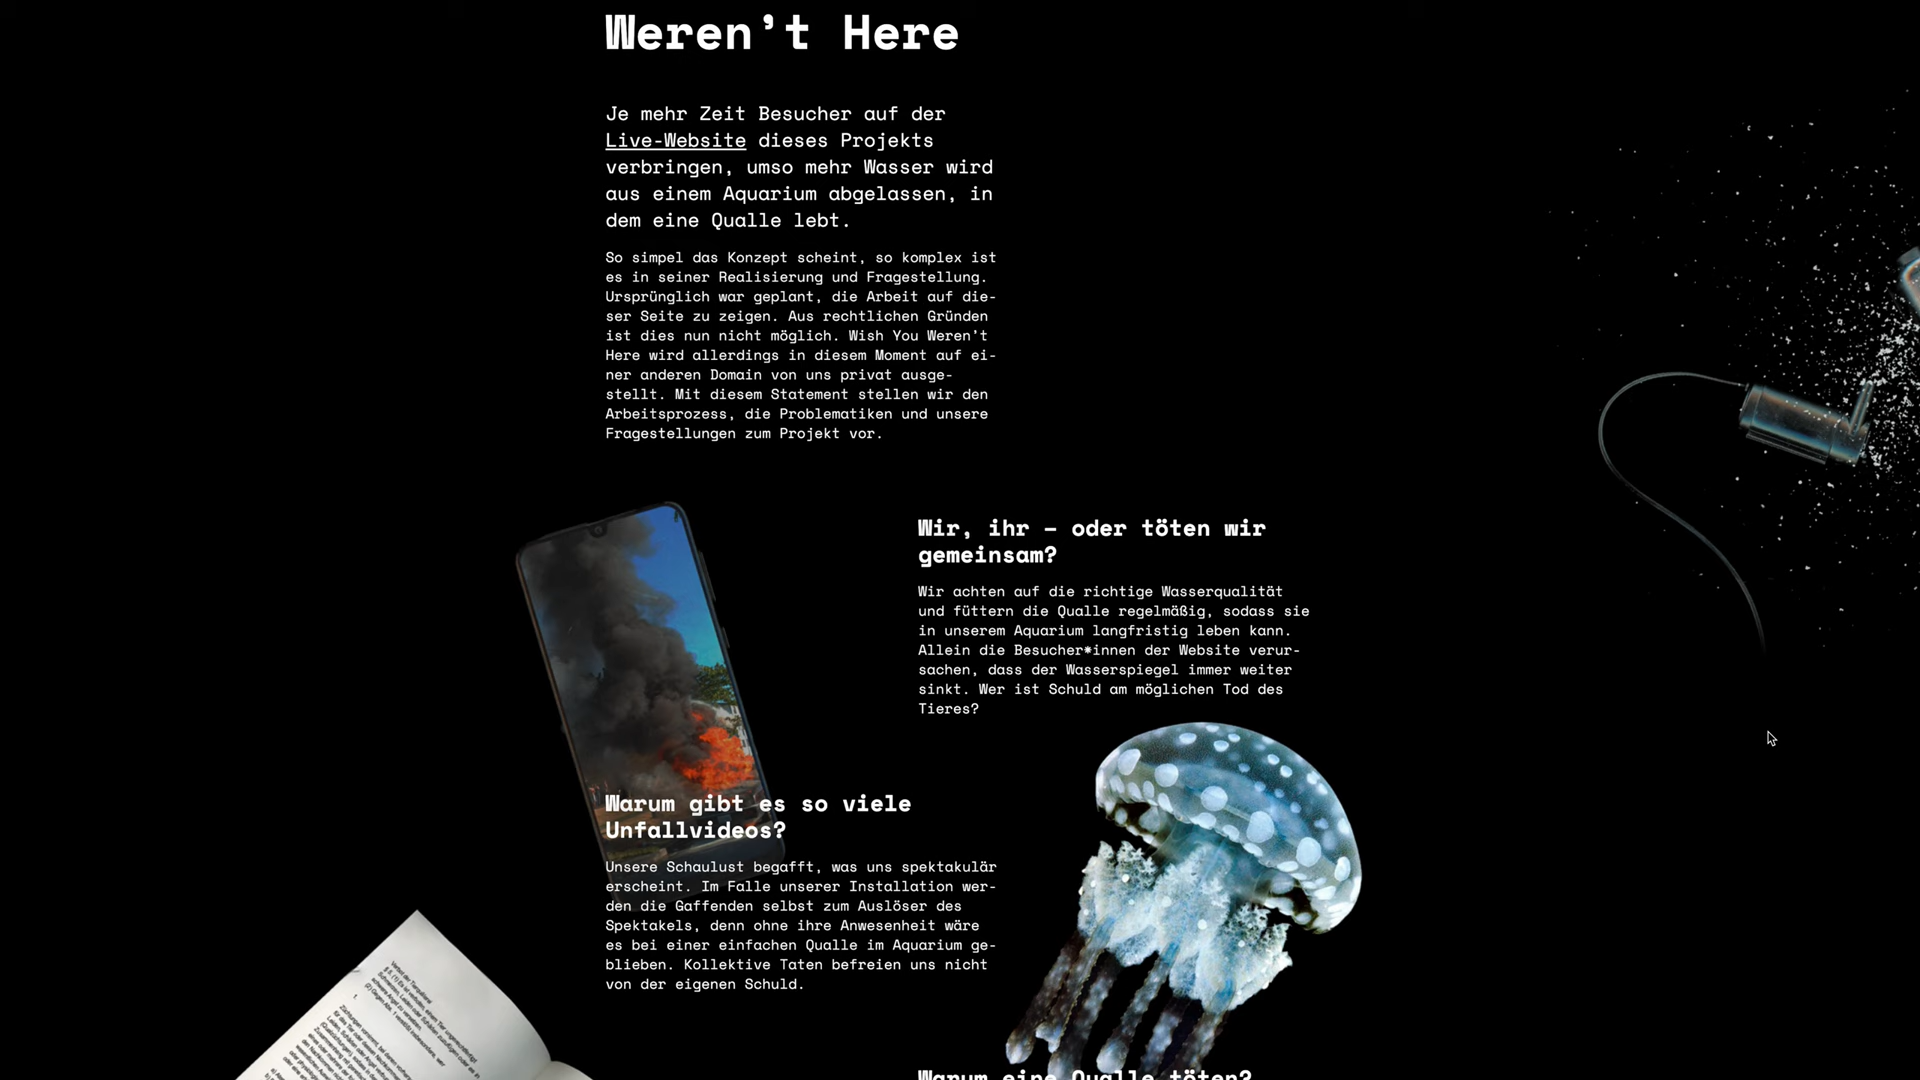 Weren't Here
Je mehr Zeit Besucher auf der
Live-Website dieses Projekts
verbringen, umso mehr Wasser wird
aus einem Aquarium abgelassen, in
dem eine Qualle lebt.
So simpel das Konzept scheint, so komplex ist
es in seiner Realisierung und Fragestellung.
Ursprünglich war geplant, die Arbeit auf die-
ser Seite zu zeigen. Aus rechtlichen Gründen
ist dies nun nicht möglich. Wish You Weren't
Here wird allerdings in diesem Moment auf ei-
ner anderen Domain von uns privat ausge-
stellt. Mit diesem Statement stellen wir den
Arbeitsprozess, die Problematiken und unsere
Fragestellungen zum Projekt vor.
Wir, ihr – oder töten wir
gemeinsam?
Wir achten auf die richtige Wasserqualität
und füttern die Qualle regelmäßig, sodass sie
in unserem Aquarium langfristig leben kann.
Allein die Besucher*innen der Website verur-
sachen, dass der Wasserspiegel immer weiter
sinkt. Wer ist Schuld am möglichen Tod des
Tieres?
Warum gibt es so viele
Unfallvideos?
Unsere Schaulust begafft, was uns spektakulär
erscheint. Im Falle unserer Installation wer-
den die Gaffenden selbst zum Auslöser des
Spektakels, denn ohne ihre Anwesenheit wäre
es bei einer einfachen Qualle im Aquarium ge-
blieben. Kollektive Taten befreien uns nicht
von der eigenen Schuld.
Warum eine Qualle töten?